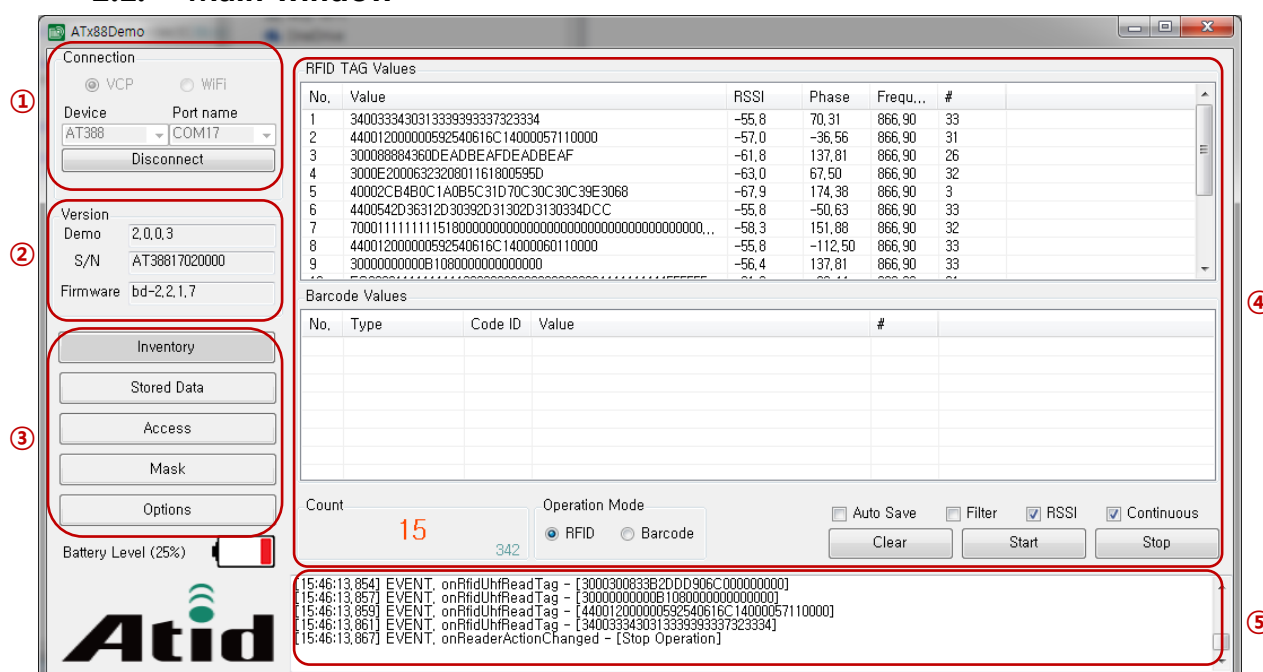 ATx88Demo
①
Connection
VCP WiFi
Device Port name
AT388 COM17
Disconnect
②
Version
Demo 2,0,0,3
S/N AT38817020000
Firmware bd-2,2,1,7
③
Inventory
Stored Data
Access
Mask
Options
Battery Level (25%)
Atid
④
RFID TAG Values
No, Value RSSI Phase Frequ,,, #
1 3400333430313339393337323334 -55,8 70,31 866,90 33
2 440012000000592540616C14000057110000 -57,0 -36,56 866,90 31
3 300088884360DEADBEAFDEADBEAF -61,8 137,81 866,90 26
4 3000E2000632320801161800595D -63,0 67,50 866,90 32
5 40002CB4B0C1A0B5C31D70C30C30C39E3068 -67,9 174,38 866,90 3
6 4400542D36312D30392D31302D3130334DCC -55,8 -50,63 866,90 33
7 -58,3 151,88 866,90 32
8 440012000000592540616C14000060110000 -55,8 -112,50 866,90 33
9 30000000000B1080000000000000 -56,4 137,81 866,90 33
Barcode Values
No, Type Code ID Value #
Count
15
342
Operation Mode
RFID Barcode
Auto Save Filter RSSI Continuous
Clear Start Stop
⑤
[15:46:13,854] EVENT, onRfidUhfReadTag - [3000300833B2DDD906C000000000]
[15:46:13,857] EVENT, onRfidUhfReadTag - [30000000000B1080000000000000]
[15:46:13,859] EVENT, onRfidUhfReadTag - [440012000000592540616C14000057110000]
[15:46:13,861] EVENT, onRfidUhfReadTag - [3400333430313339393337323334]
[15:46:13,867] EVENT, onReaderActionChanged - [Stop Operation]